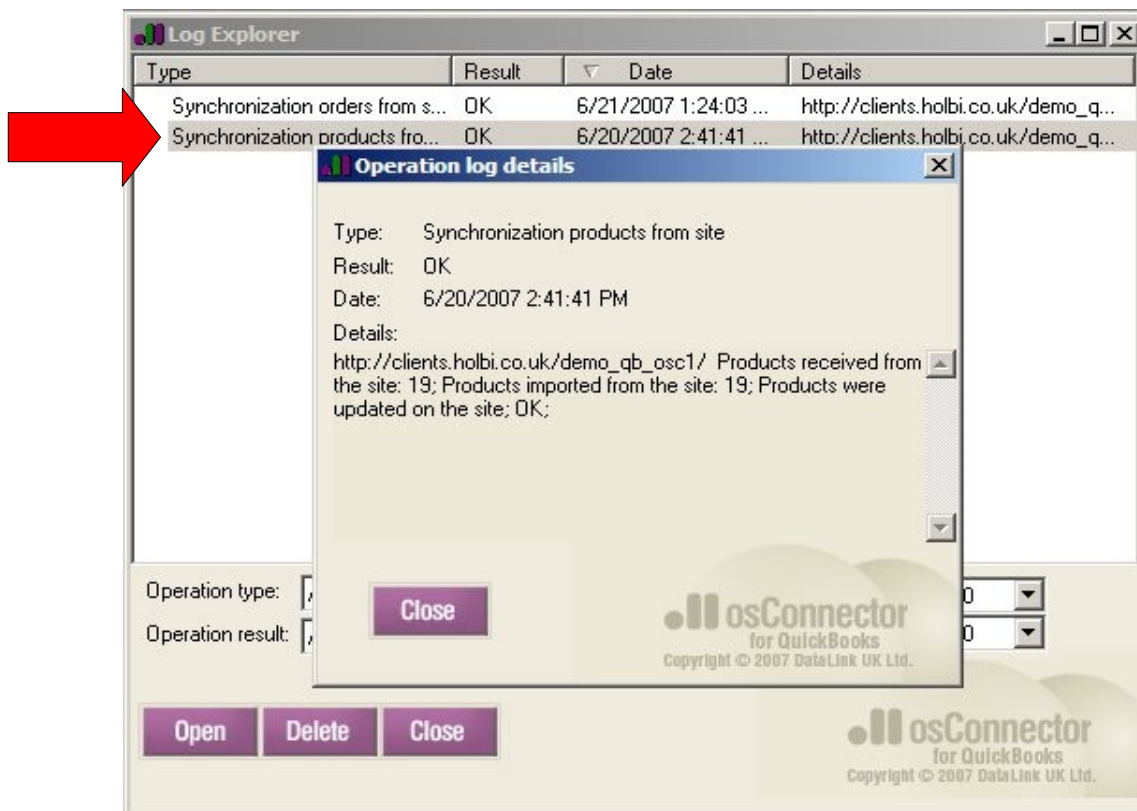 Log Explorer
Type Result Date Details
Synchronization orders from s... OK 6/21/2007 1:24:03 ... http://clients.holbi.co.uk/demo_q...
Synchronization products fro... OK 6/20/2007 2:41:41 ... http://clients.holbi.co.uk/demo_q...
Operation log details
Type: Synchronization products from site
Result: OK
Date: 6/20/2007 2:41:41 PM
Details:
http://clients.holbi.co.uk/demo_qb_osc1/ Products received from
the site: 19; Products imported from the site: 19; Products were
updated on the site; OK;
Close
osConnector
for QuickBooks
Copyright © 2007 DataLink UK Ltd.
Operation type:
Operation result:
Open Delete Close
osConnector
for QuickBooks
Copyright © 2007 DataLink UK Ltd.